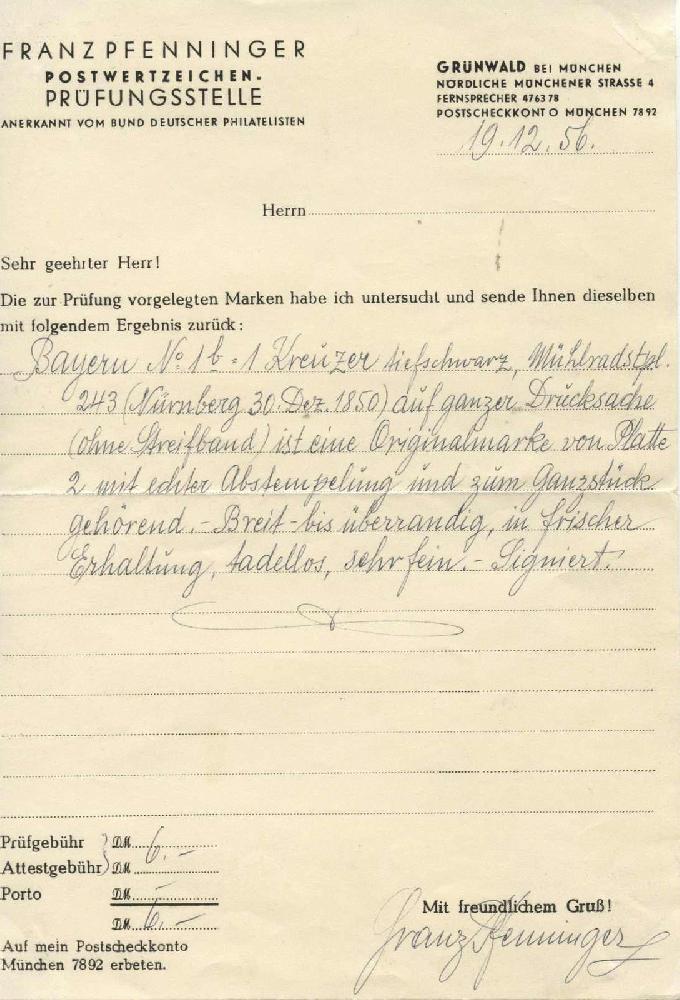 FRANZ PFENNINGER
POSTWERTZEICHEN-
PRÜFUNGSSTELLE
ANERKANNT VOM BUND DEUTSCHER PHILATELISTEN
GRÜNWALD BEI MÜNCHEN
NÖRDLICHE MÜNCHENER STRASSE 4
FERNSPRECHER 476378
POSTSCHECKKONTO MÜNCHEN 7892
19.12.56.
Herrn
Sehr geehrter Herr!
Die zur Prüfung vorgelegten Marken habe ich untersucht und sende Ihnen dieselben
mit folgendem Ergebnis zurück:
Bayern No. 1b = 1 Kreuzer tiefschwarz, Mühlradstpl.
243 (Nürnberg 30. Dez. 1850) auf ganzer Drucksache
(ohne Streifband) ist eine Originalmarke von Platte
2 mit echter Abstempelung und zum Ganzstück
gehörend. - Breit - bis überrandig, in frischer
Erhaltung, tadellos, sehr fein. - Signiert.
Prüfgebühr } DM 6.-
Attestgebühr } DM
Porto DM -
DM 6.-
Auf mein Postscheckkonto
München 7892 erbeten.
Mit freundlichem Gruß!
Franz Pfenninger